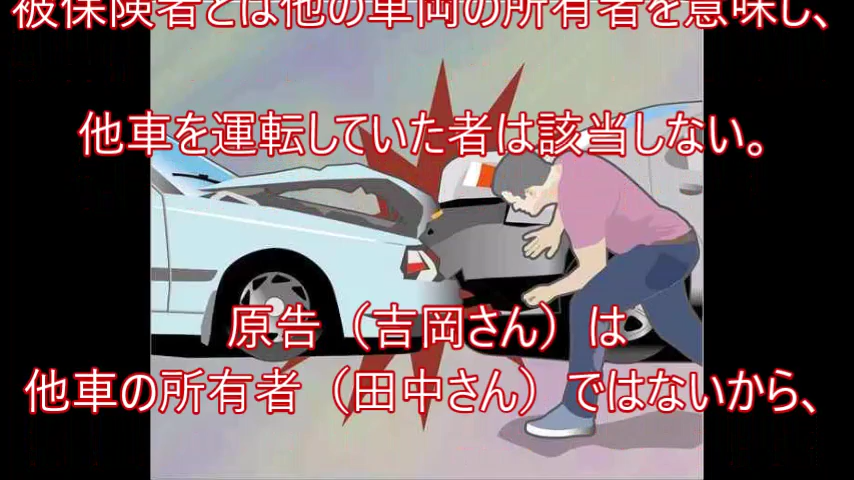 被保険者とは他の車両の所有者を意味し、
他車を運転していた者は該当しない。
原告（吉岡さん）は
他車の所有者（田中さん）ではないから、